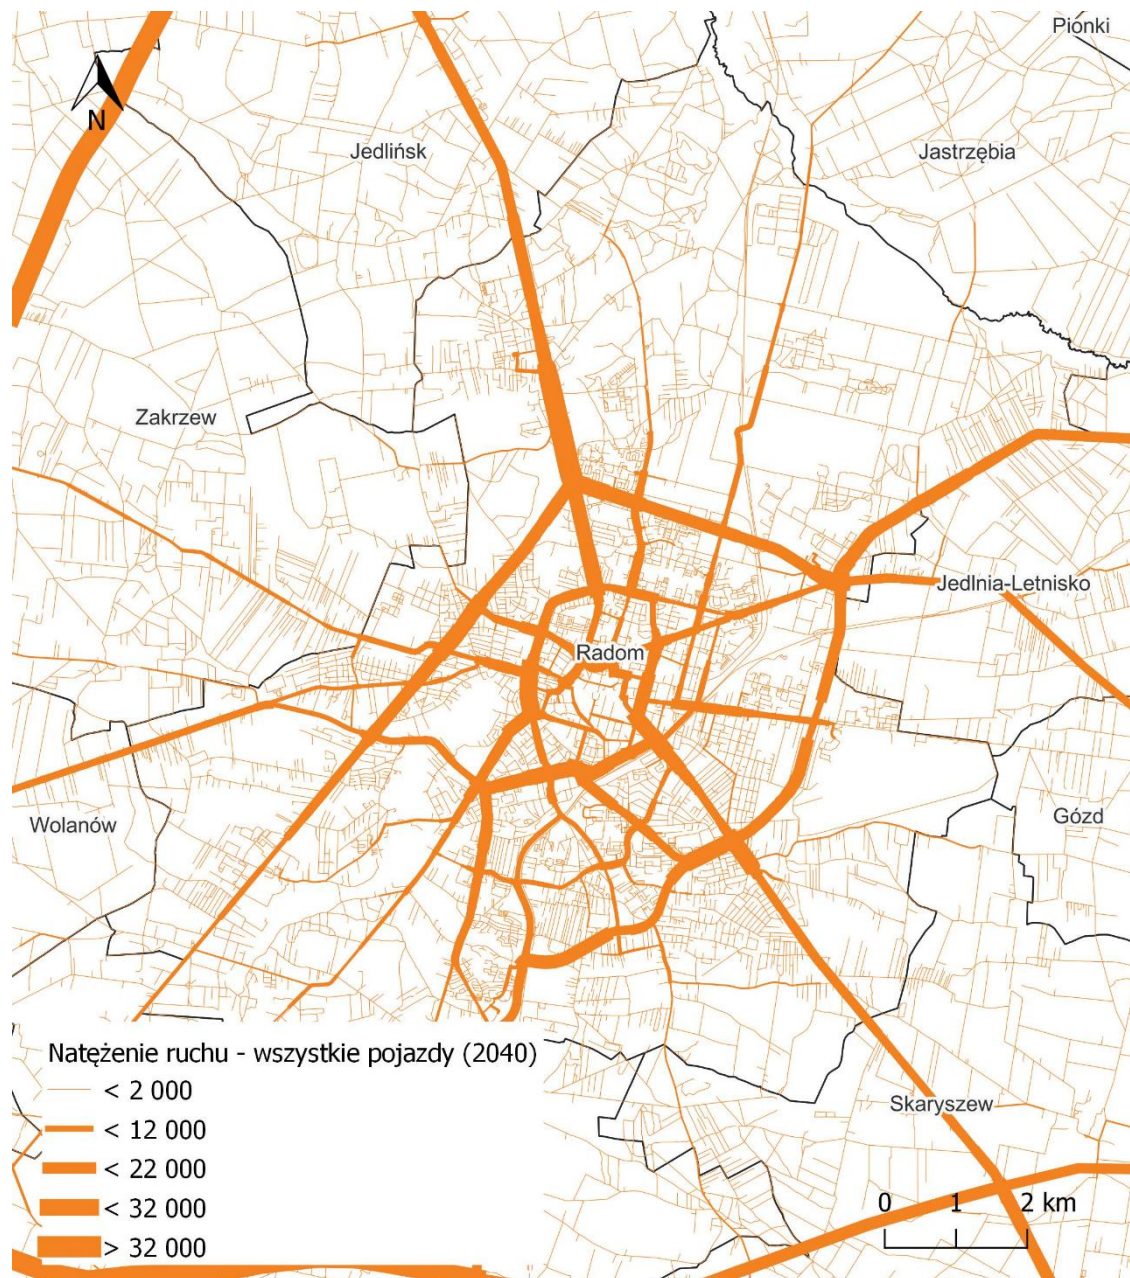 Pionki
N
Jedlińsk
Jastrzębia
Zakrzew
Jedlnia-Letnisko
Radom
Wolanów
Gózd
Natężenie ruchu - wszystkie pojazdy (2040)
< 2 000
< 12 000
< 22 000
< 32 000
> 32 000
Skaryszew
0 1 2 km